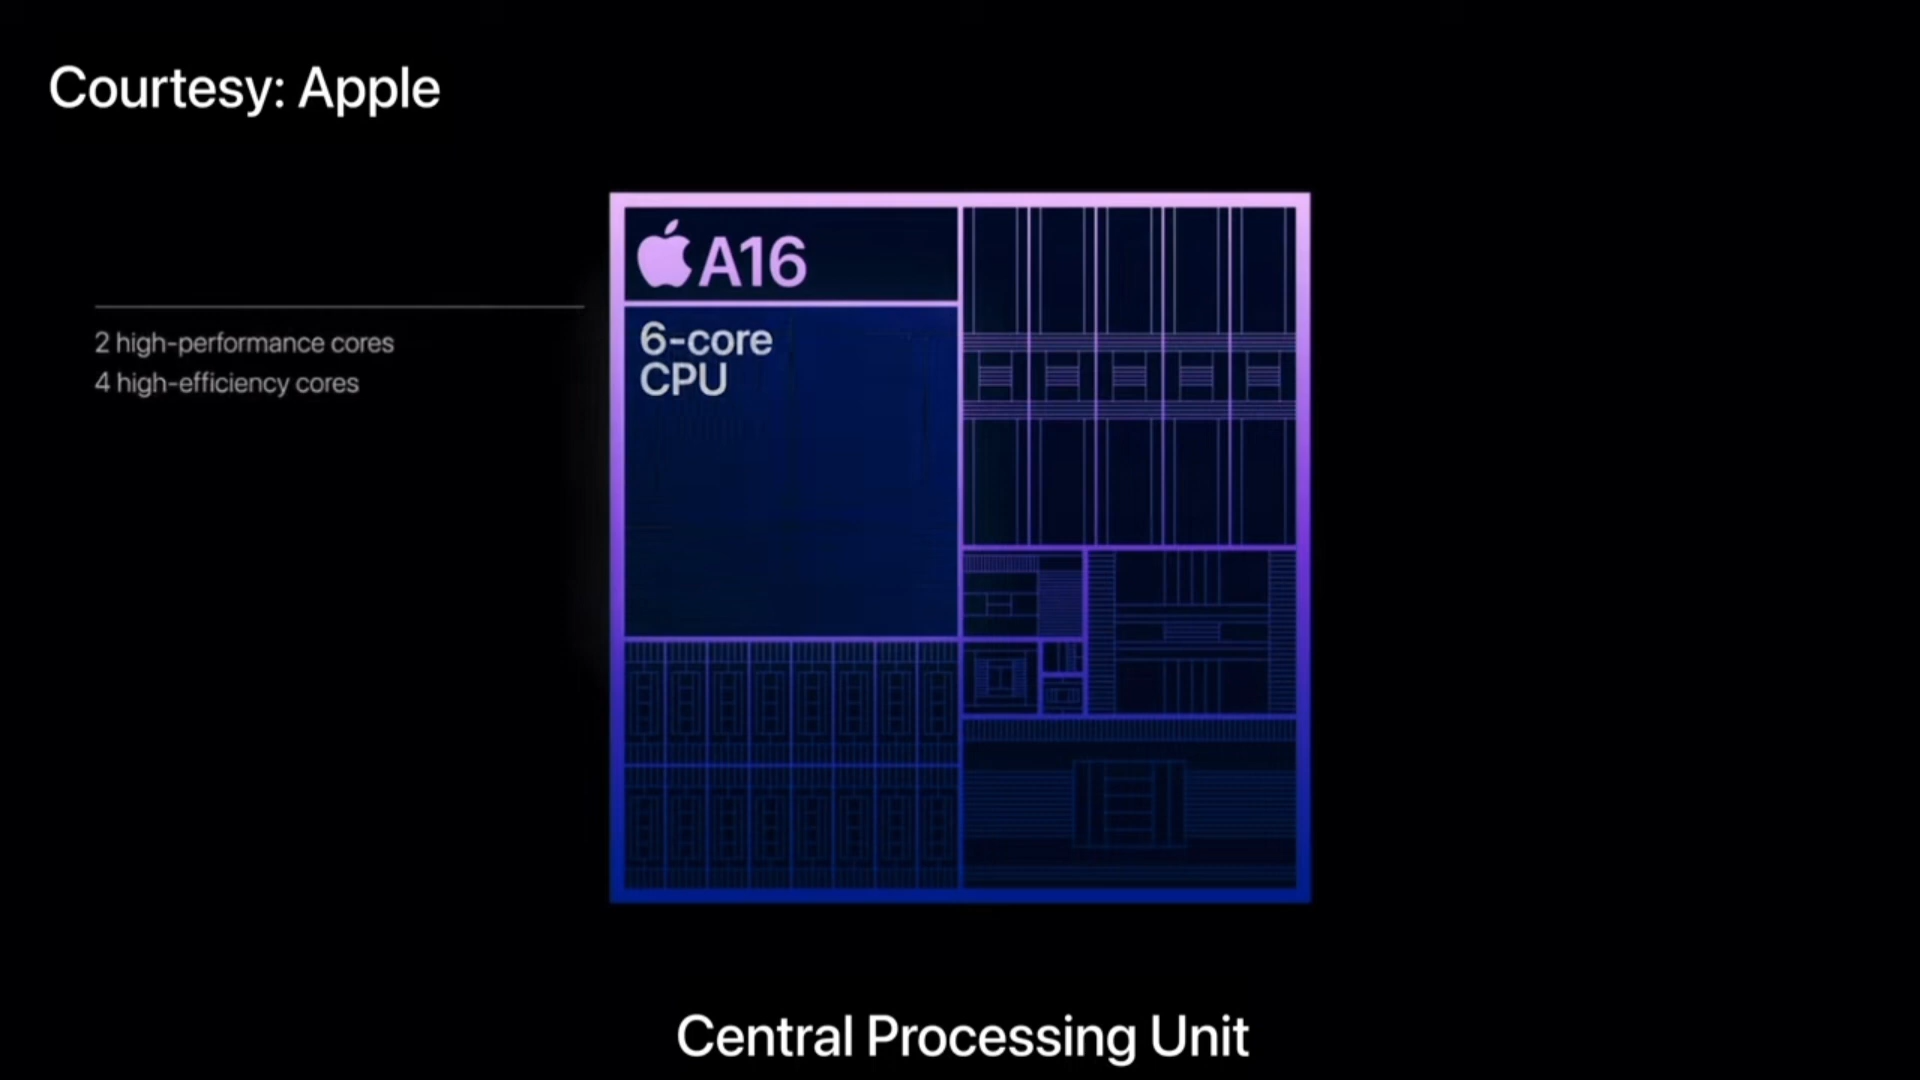 Courtesy: Apple
A16
2 high-performance cores
4 high-efficiency cores
6-core
CPU
Central Processing Unit